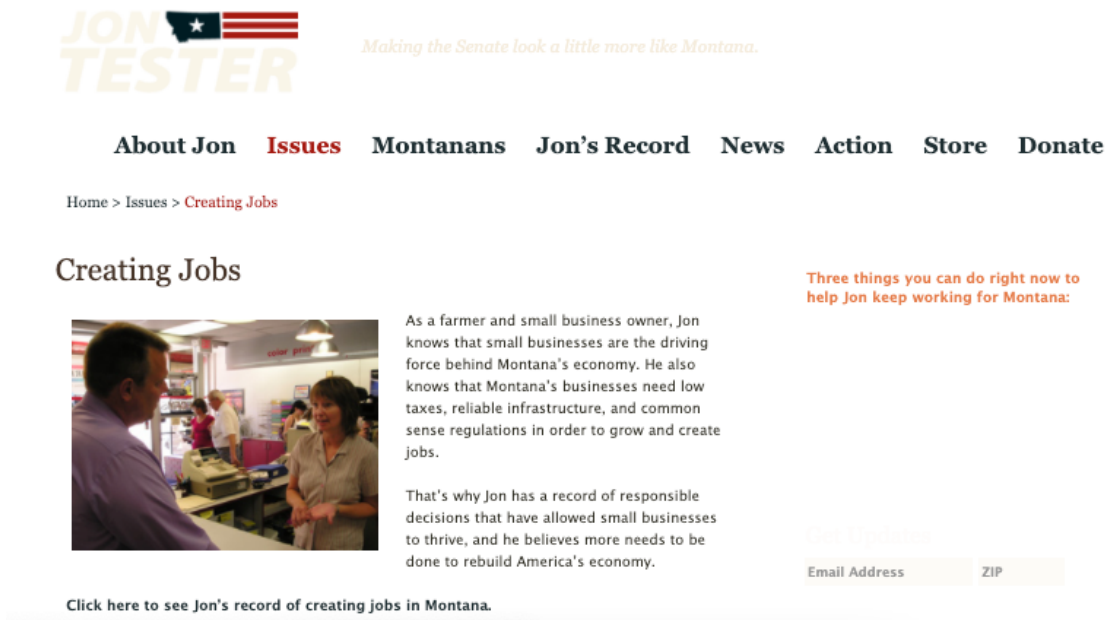 JON
TESTER
Making the Senate look a little more like Montana.
About Jon Issues Montanans Jon's Record News Action Store Donate
Home > Issues > Creating Jobs
Creating Jobs
As a farmer and small business owner, Jon
knows that small businesses are the driving
force behind Montana's economy. He also
knows that Montana's businesses need low
taxes, reliable infrastructure, and common
sense regulations in order to grow and create
jobs.
That's why Jon has a record of responsible
decisions that have allowed small businesses
to thrive, and he believes more needs to be
done to rebuild America's economy.
Click here to see Jon's record of creating jobs in Montana.
Three things you can do right now to
help Jon keep working for Montana:
Get Updates
Email Address ZIP